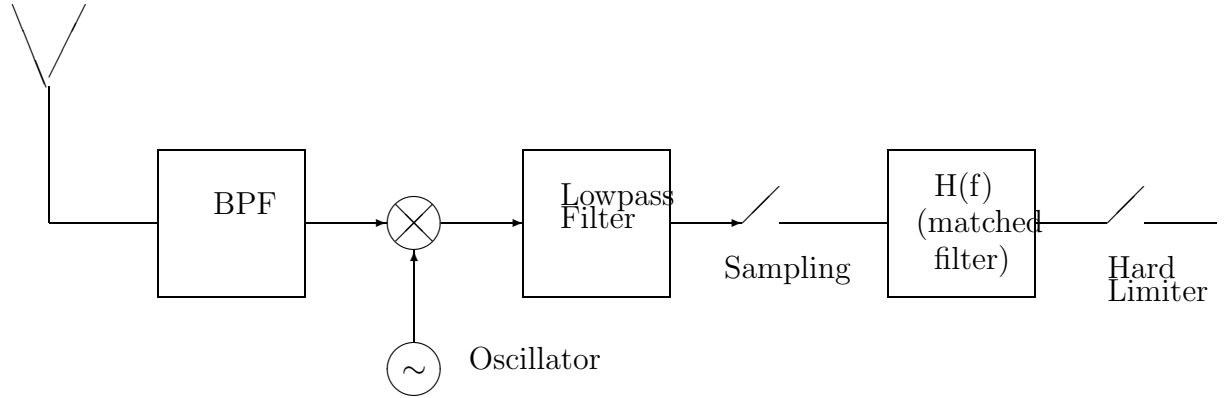 BPF
Lowpass
Filter
H(f)
(matched
filter)
Sampling
Hard
Limiter
Oscillator
~